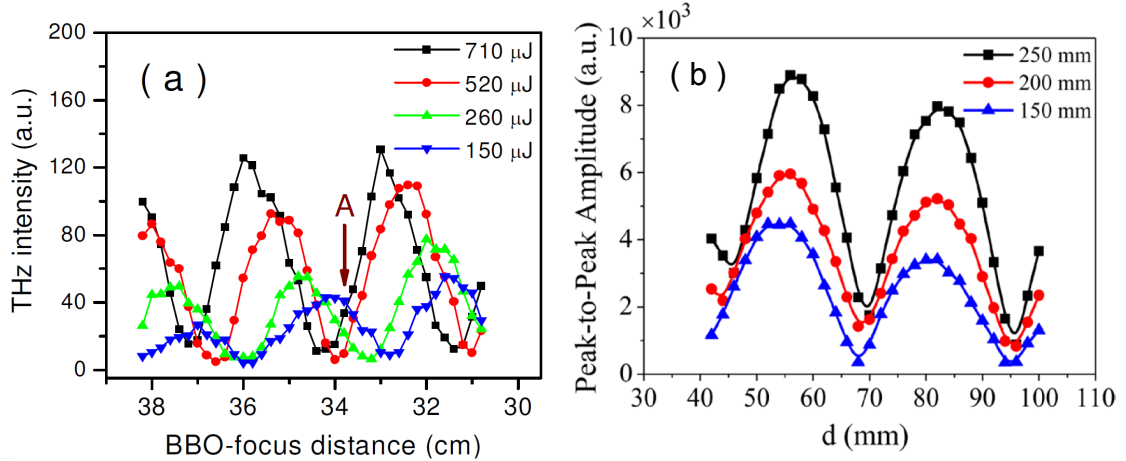 200
160
120
80
40
0
THz intensity (a.u.)
( a )
710 μJ
520 μJ
260 μJ
150 μJ
A
38
36
34
32
30
BBO-focus distance (cm)
×10³
10
8
6
4
2
0
Peak-to-Peak Amplitude (a.u.)
( b )
250 mm
200 mm
150 mm
30
40
50
60
70
80
90
100
110
d (mm)